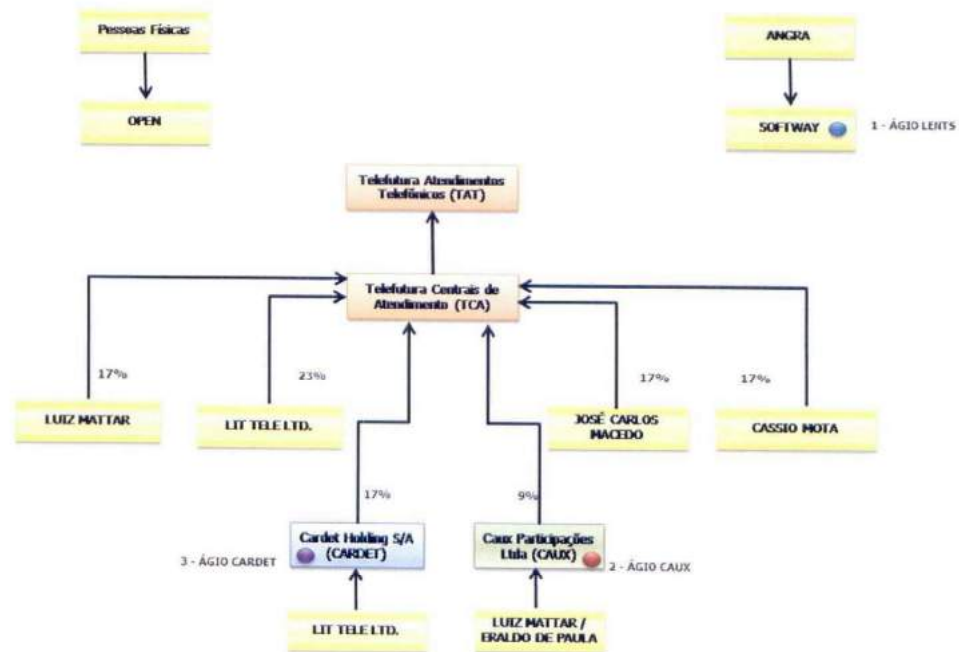 Pessoas Físicas
ANGRA
OPEN
SOFTWAY
1 - ÁGIO LENTS
Telefutura Atendimentos
Telefônicos (TAT)
Telefutura Centrais de
Atendimento (TCA)
17%
23%
17%
17%
LUIZ MATTAR
LIT TELE LTD.
JOSÉ CARLOS
MACEDO
CASSIO MOTA
17%
9%
Cardet Holding S/A
(CARDET)
Caux Participações
Ltda (CAUX)
3 - ÁGIO CARDET
2 - ÁGIO CAUX
LIT TELE LTD.
LUIZ MATTAR /
ERALDO DE PAULA